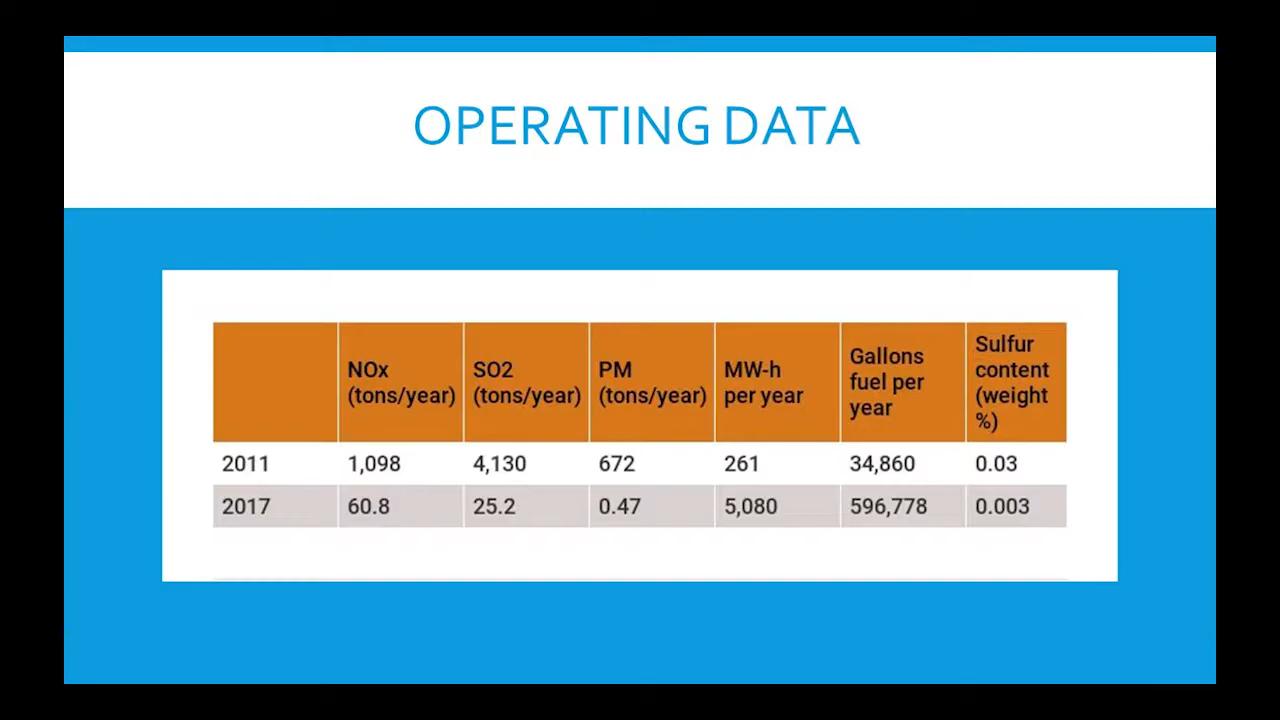 OPERATING DATA
NOx (tons/year) SO2 (tons/year) PM (tons/year) MW-h per year Gallons fuel per year Sulfur content (weight %)
2011 1,098 4,130 672 261 34,860 0.03
2017 60.8 25.2 0.47 5,080 596,778 0.003